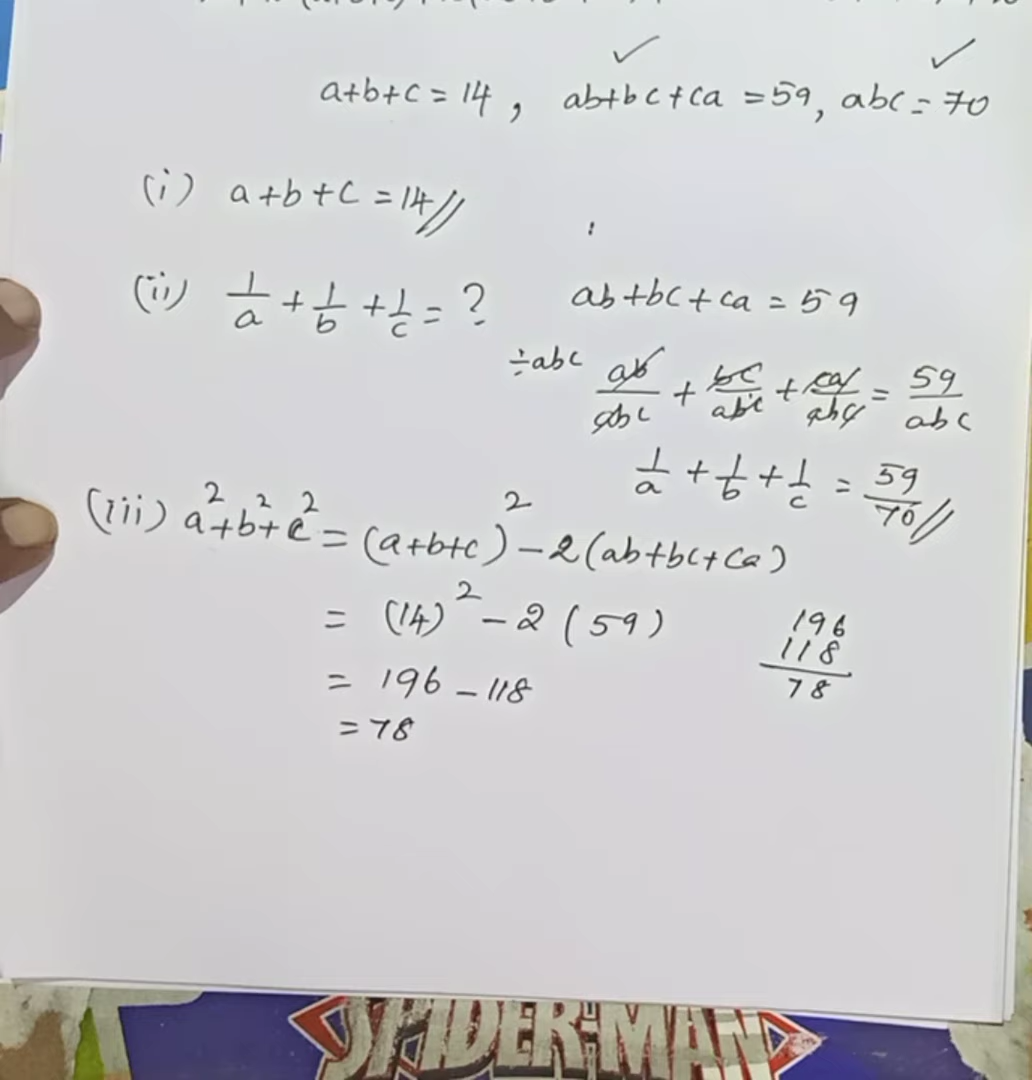 a+b+c = 14, ab+bc+ca = 59, abc = 70
(i) a+b+c = 14//
(ii) 1/a + 1/b + 1/c = ?
ab+bc+ca = 59
÷abc ab/abc + bc/abc + ca/abc = 59/abc
1/a + 1/b + 1/c = 59/70//
(iii) a²+b²+c² = (a+b+c)² - 2(ab+bc+ca)
= (14)² - 2(59)
= 196 - 118
= 78
196
118
78
SPIDER-MAN